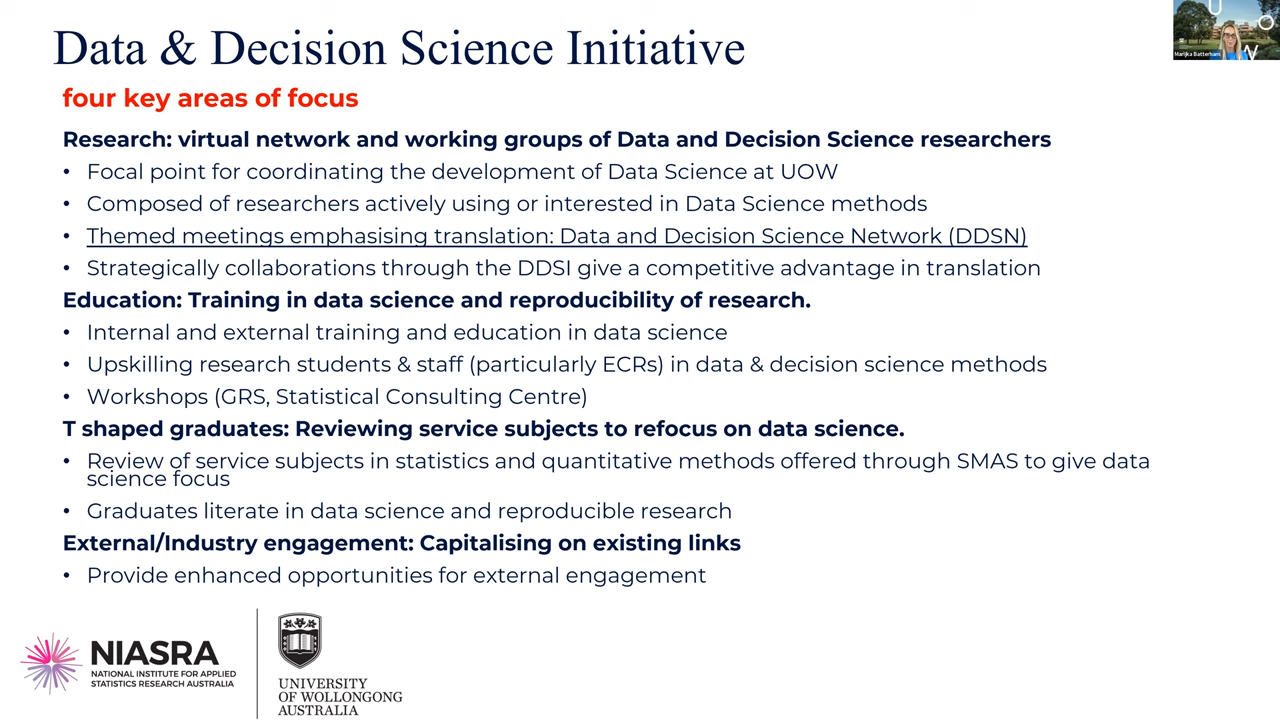 Data & Decision Science Initiative
four key areas of focus
Research: virtual network and working groups of Data and Decision Science researchers
• Focal point for coordinating the development of Data Science at UOW
• Composed of researchers actively using or interested in Data Science methods
• Themed meetings emphasising translation: Data and Decision Science Network (DDSN)
• Strategically collaborations through the DDSI give a competitive advantage in translation
Education: Training in data science and reproducibility of research.
• Internal and external training and education in data science
• Upskilling research students & staff (particularly ECRs) in data & decision science methods
• Workshops (GRS, Statistical Consulting Centre)
T shaped graduates: Reviewing service subjects to refocus on data science.
• Review of service subjects in statistics and quantitative methods offered through SMAS to give data
science focus
• Graduates literate in data science and reproducible research
External/Industry engagement: Capitalising on existing links
• Provide enhanced opportunities for external engagement
NIASRA
NATIONAL INSTITUTE FOR APPLIED
STATISTICS RESEARCH AUSTRALIA
UNIVERSITY
OF WOLLONGONG
AUSTRALIA
U
O
W
Marijka Batterham